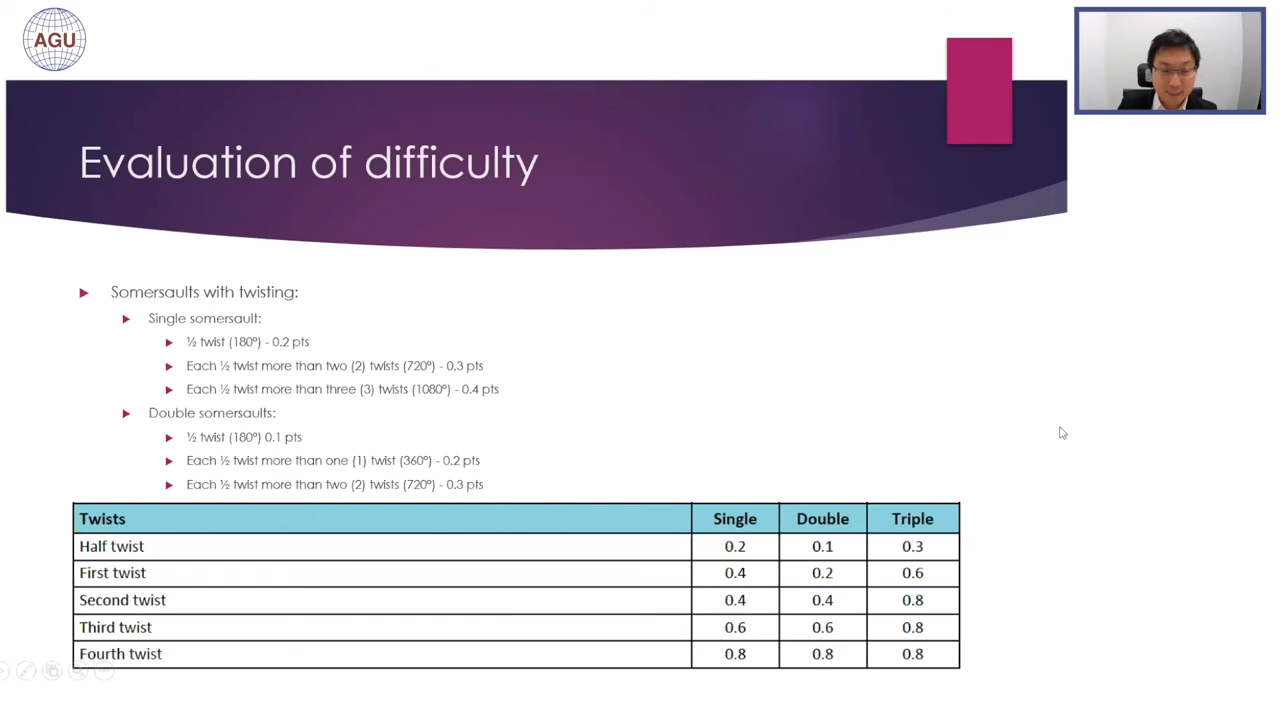 AGU
Evaluation of difficulty
Somersaults with twisting:
Single somersault:
½ twist (180º) - 0.2 pts
Each ½ twist more than two (2) twists (720º) - 0.3 pts
Each ½ twist more than three (3) twists (1080º) - 0.4 pts
Double somersaults:
½ twist (180º) 0.1 pts
Each ½ twist more than one (1) twist (360º) - 0.2 pts
Each ½ twist more than two (2) twists (720º) - 0.3 pts
Twists Single Double Triple
Half twist 0.2 0.1 0.3
First twist 0.4 0.2 0.6
Second twist 0.4 0.4 0.8
Third twist 0.6 0.6 0.8
Fourth twist 0.8 0.8 0.8